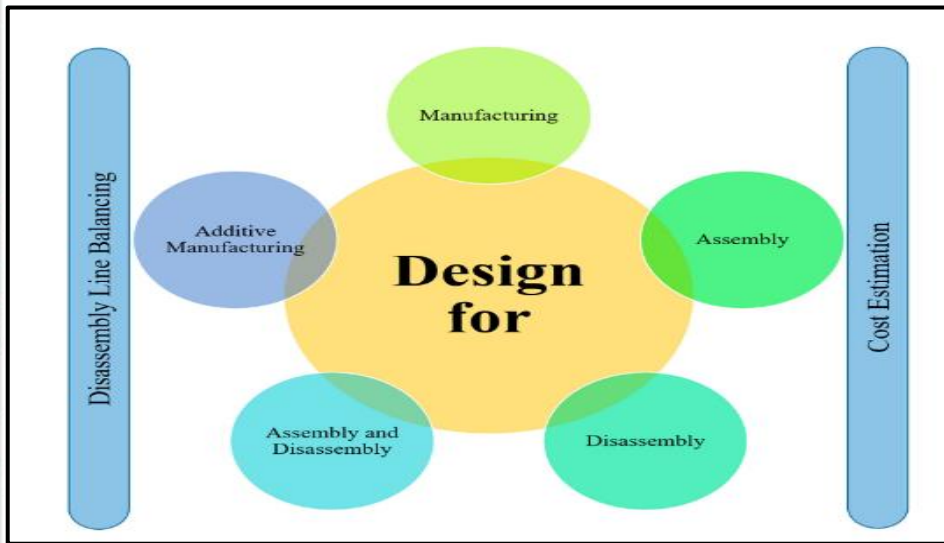 Disassembly Line Balancing
Manufacturing
Additive
Manufacturing
Design
for
Assembly
Assembly and
Disassembly
Disassembly
Cost Estimation